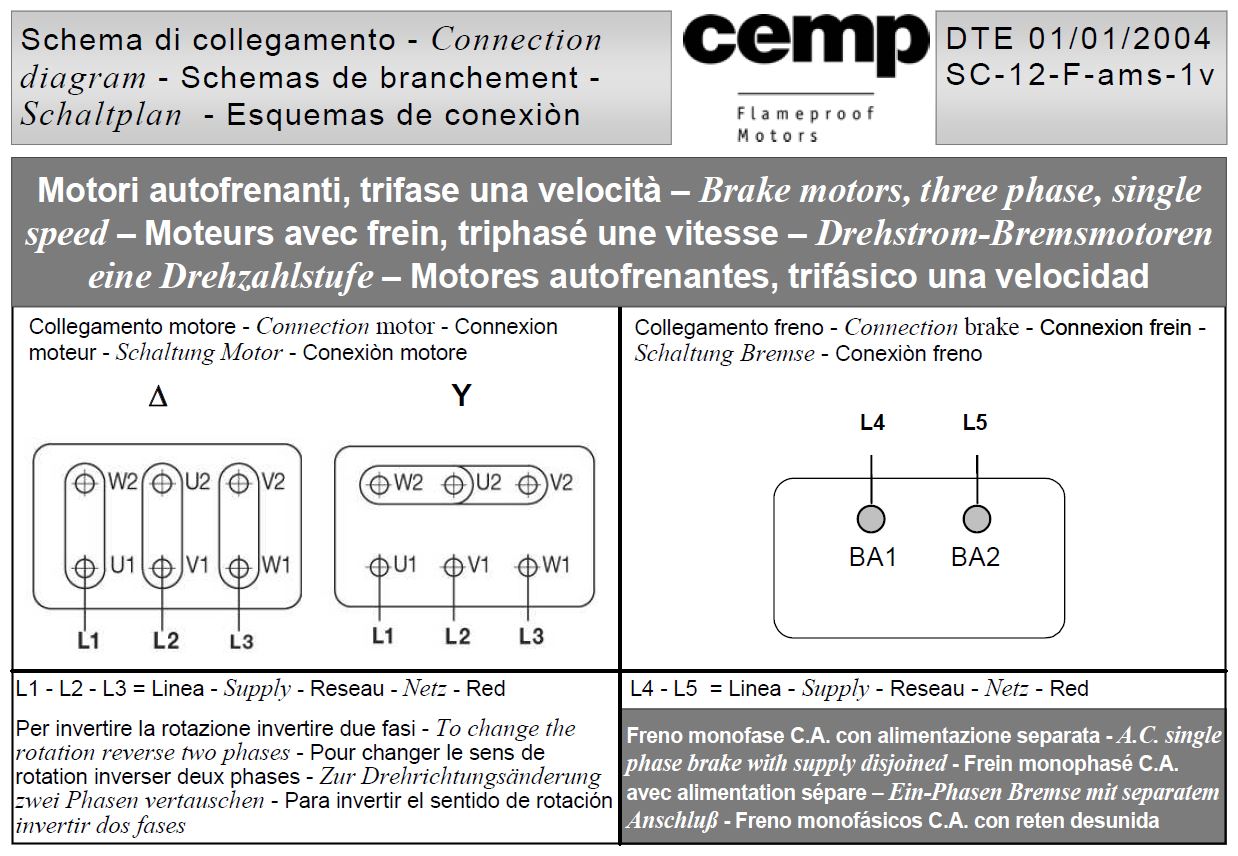 Schema di collegamento - Connection
diagram - Schemas de branchement -
Schaltplan - Esquemas de conexiòn
cemp
Flameproof
Motors
DTE 01/01/2004
SC-12-F-ams-1v
Motori autofrenanti, trifase una velocità – Brake motors, three phase, single
speed – Moteurs avec frein, triphasé une vitesse – Drehstrom-Bremsmotoren
eine Drehzahlstufe – Motores autofrenantes, trifásico una velocidad
Collegamento motore - Connection motor - Connexion
moteur - Schaltung Motor - Conexiòn motore
Δ Y
W2 U2 V2
U1 V1 W1
L1 L2 L3
W2 U2 V2
U1 V1 W1
L1 L2 L3
Collegamento freno - Connection brake - Connexion frein -
Schaltung Bremse - Conexiòn freno
L4 L5
BA1 BA2
L1 - L2 - L3 = Linea - Supply - Reseau - Netz - Red
Per invertire la rotazione invertire due fasi - To change the
rotation reverse two phases - Pour changer le sens de
rotation inverser deux phases - Zur Drehrichtungsänderung
zwei Phasen vertauschen - Para invertir el sentido de rotación
invertir dos fases
L4 - L5 = Linea - Supply - Reseau - Netz - Red
Freno monofase C.A. con alimentazione separata - A.C. single
phase brake with supply disjoined - Frein monophasé C.A.
avec alimentation sépare – Ein-Phasen Bremse mit separatem
Anschluß - Freno monofásicos C.A. con reten desunida